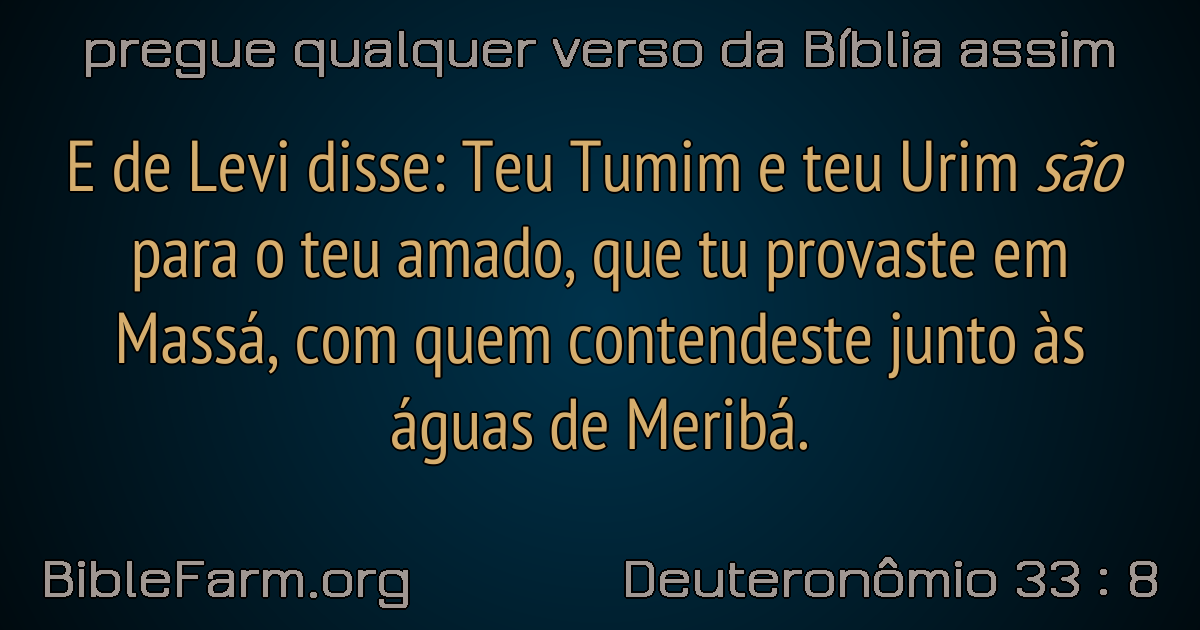 pregue qualquer verso da Bíblia assim
E de Levi disse: Teu Tumim e teu Urim são
para o teu amado, que tu provaste em
Massá, com quem contendeste junto às
águas de Meribá.
BibleFarm.org
Deuteronômio 33 : 8